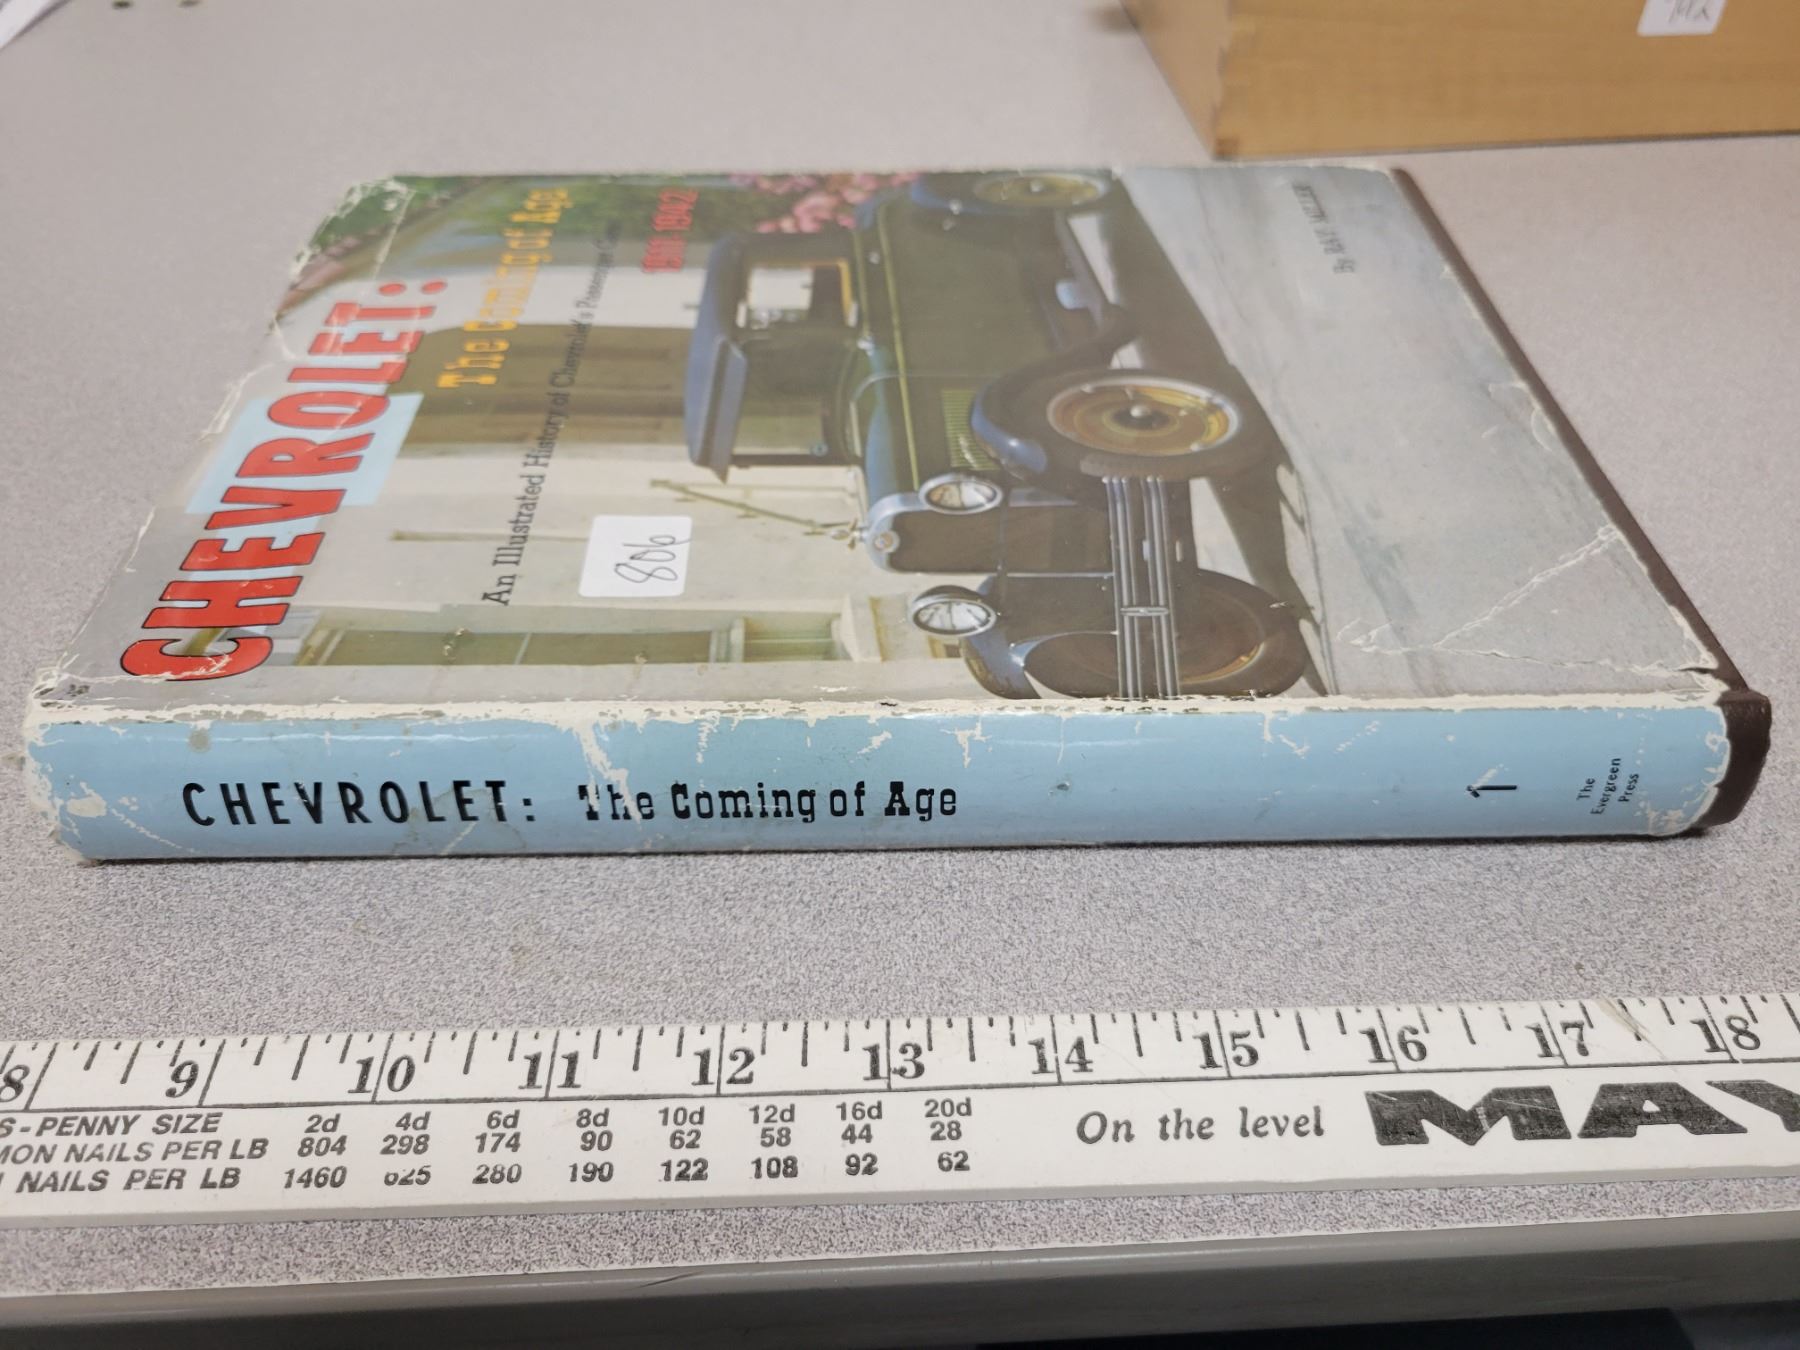 CHEVROLET:
The Coming of Age
An Illustrated History of Chevrolet's Passenger Cars
1911-1942
By RAY MILLER
806
CHEVROLET: The Coming of Age
1
The
Evergreen
Press
8 9 10 11 12 13 14 15 16 17 18
S-PENNY SIZE 2d 4d 6d 8d 10d 12d 16d 20d
MON NAILS PER LB 804 298 174 90 62 58 44 28
NAILS PER LB 1460 625 280 190 122 108 92 62
On the level
MAY